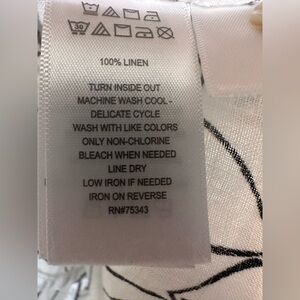 30
100% LINEN
TURN INSIDE OUT
MACHINE WASH COOL -
DELICATE CYCLE
WASH WITH LIKE COLORS
ONLY NON-CHLORINE
BLEACH WHEN NEEDED
LINE DRY
LOW IRON IF NEEDED
IRON ON REVERSE
RN#75343